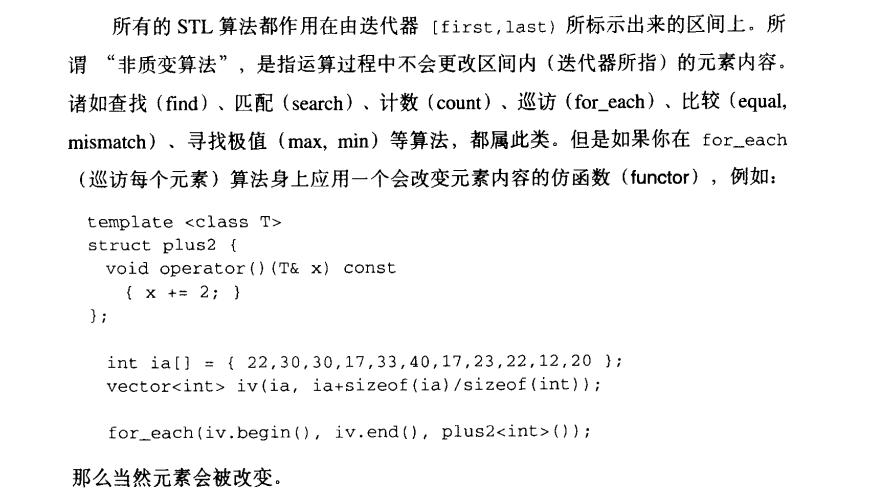 所有的 STL 算法都作用在由迭代器 [first,last) 所标示出来的区间上。所
谓 “非质变算法”，是指运算过程中不会更改区间内（迭代器所指）的元素内容。
诸如查找（find）、匹配（search）、计数（count）、巡访（for_each）、比较（equal,
mismatch）、寻找极值（max, min）等算法，都属此类。但是如果你在 for_each
（巡访每个元素）算法身上应用一个会改变元素内容的仿函数（functor），例如：
template <class T>
struct plus2 {
void operator()(T& x) const
{ x += 2; }
};
int ia[] = { 22,30,30,17,33,40,17,23,22,12,20 };
vector<int> iv(ia, ia+sizeof(ia)/sizeof(int));
for_each(iv.begin(), iv.end(), plus2<int>());
那么当然元素会被改变。